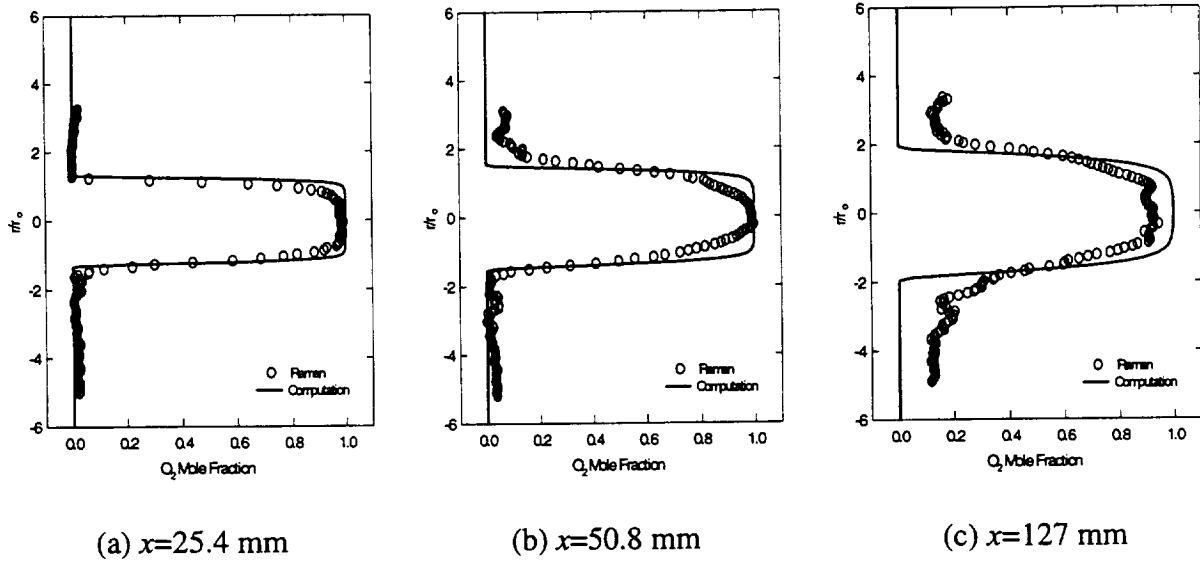 6
4
2
0
-2
-4
-6
r/r₀
Raman
Computation
0.0 0.2 0.4 0.6 0.8 1.0
O₂ Mole Fraction
(a) x=25.4 mm
6
4
2
0
-2
-4
-6
r/r₀
Raman
Computation
0.0 0.2 0.4 0.6 0.8 1.0
O₂ Mole Fraction
(b) x=50.8 mm
6
4
2
0
-2
-4
-6
r/r₀
Raman
Computation
0.0 0.2 0.4 0.6 0.8 1.0
O₂ Mole Fraction
(c) x=127 mm